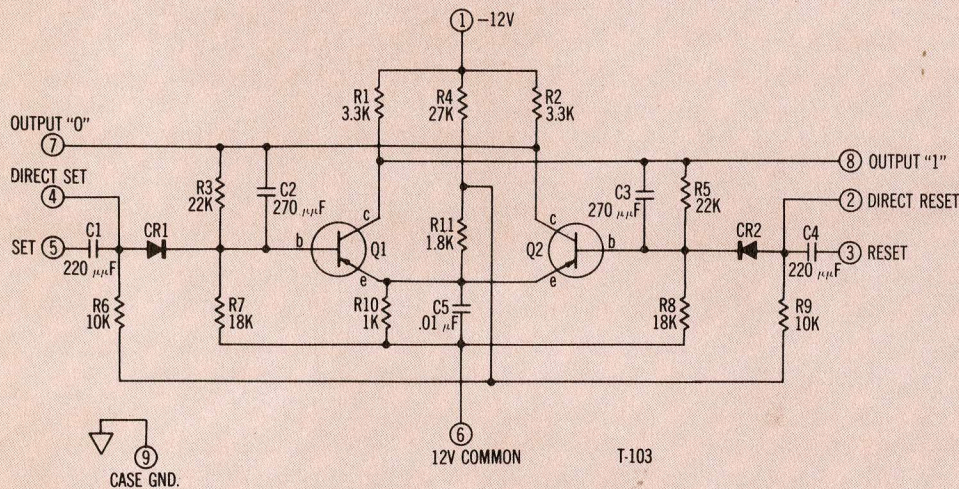 ① -12V
R1
3.3K
R4
27K
R2
3.3K
OUTPUT "O"
⑦
⑧ OUTPUT "1"
DIRECT SET
④
R3
22K
C2
270 μμF
C3
270 μμF
R5
22K
② DIRECT RESET
SET ⑤
C1
220 μμF
CR1
b
c
e
Q1
R11
1.8K
Q2
c
b
e
CR2
C4
220 μμF
③ RESET
R6
10K
R7
18K
R10
1K
C5
.01 μF
R8
18K
R9
10K
⑥
12V COMMON
T-103
⑨
CASE GND.